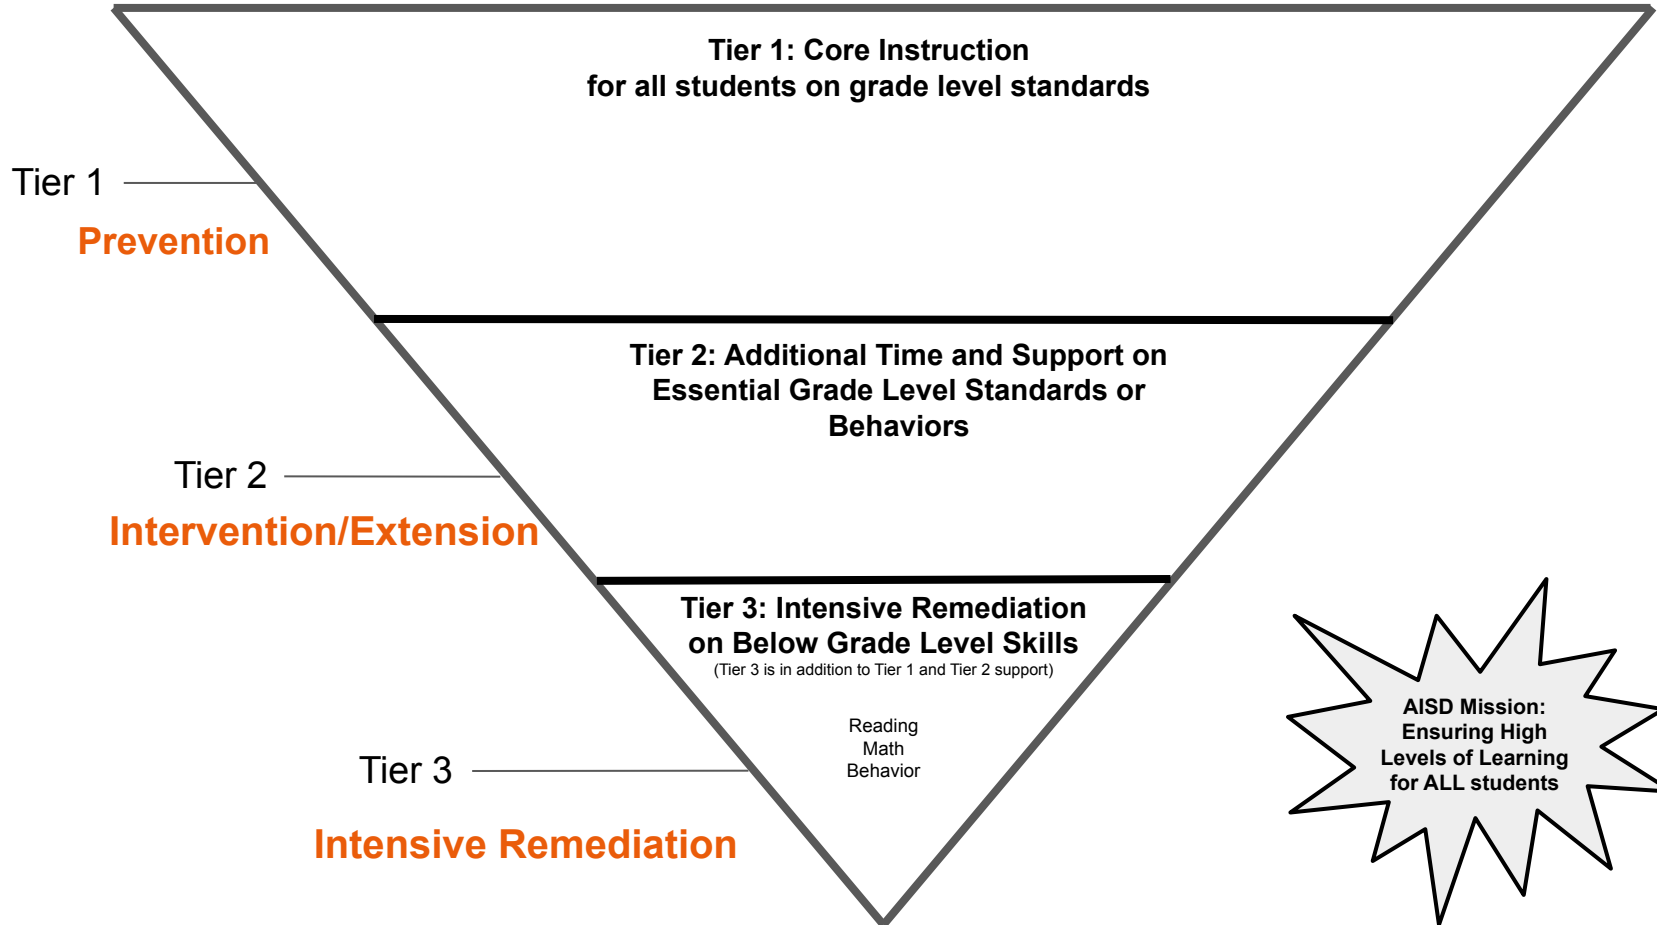 Tier 1: Core Instruction
for all students on grade level standards
Tier 1
Prevention
Tier 2: Additional Time and Support on
Essential Grade Level Standards or
Behaviors
Tier 2
Intervention/Extension
Tier 3: Intensive Remediation
on Below Grade Level Skills
(Tier 3 is in addition to Tier 1 and Tier 2 support)
Reading
Math
Behavior
Tier 3
Intensive Remediation
AISD Mission:
Ensuring High
Levels of Learning
for ALL students